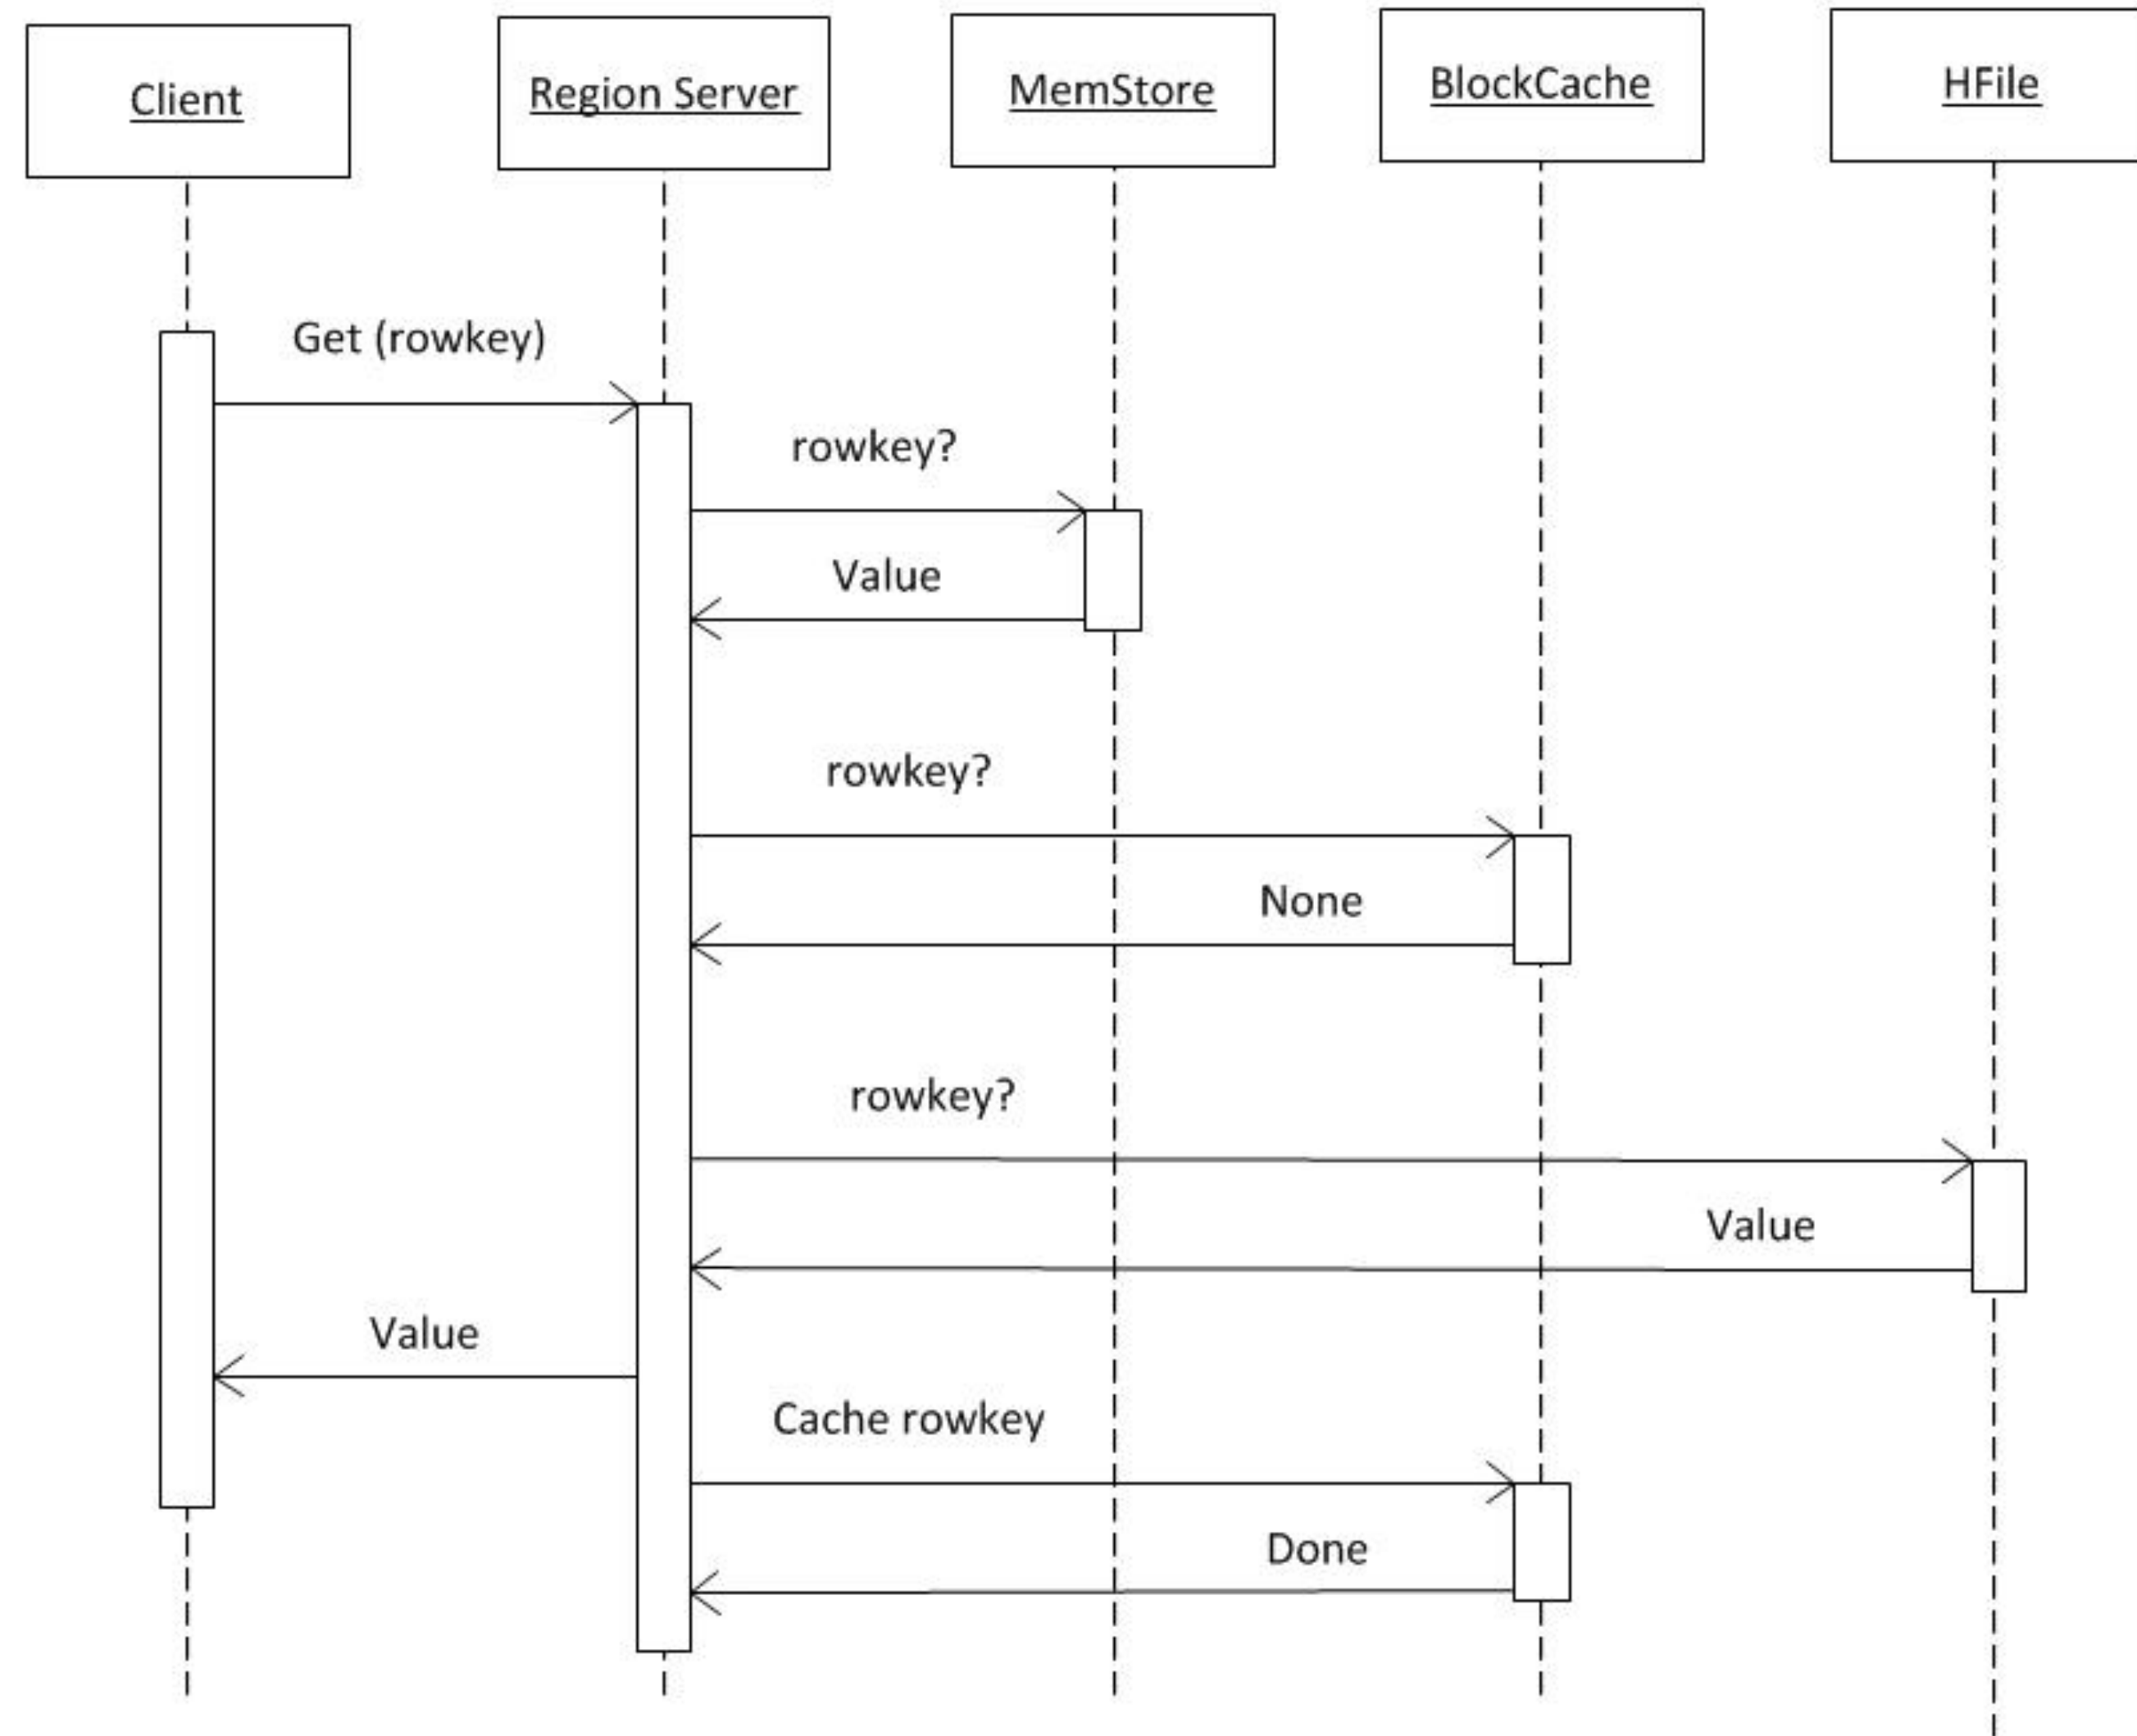 Client
Region Server
MemStore
BlockCache
HFile
Get (rowkey)
rowkey?
Value
rowkey?
None
rowkey?
Value
Value
Cache rowkey
Done